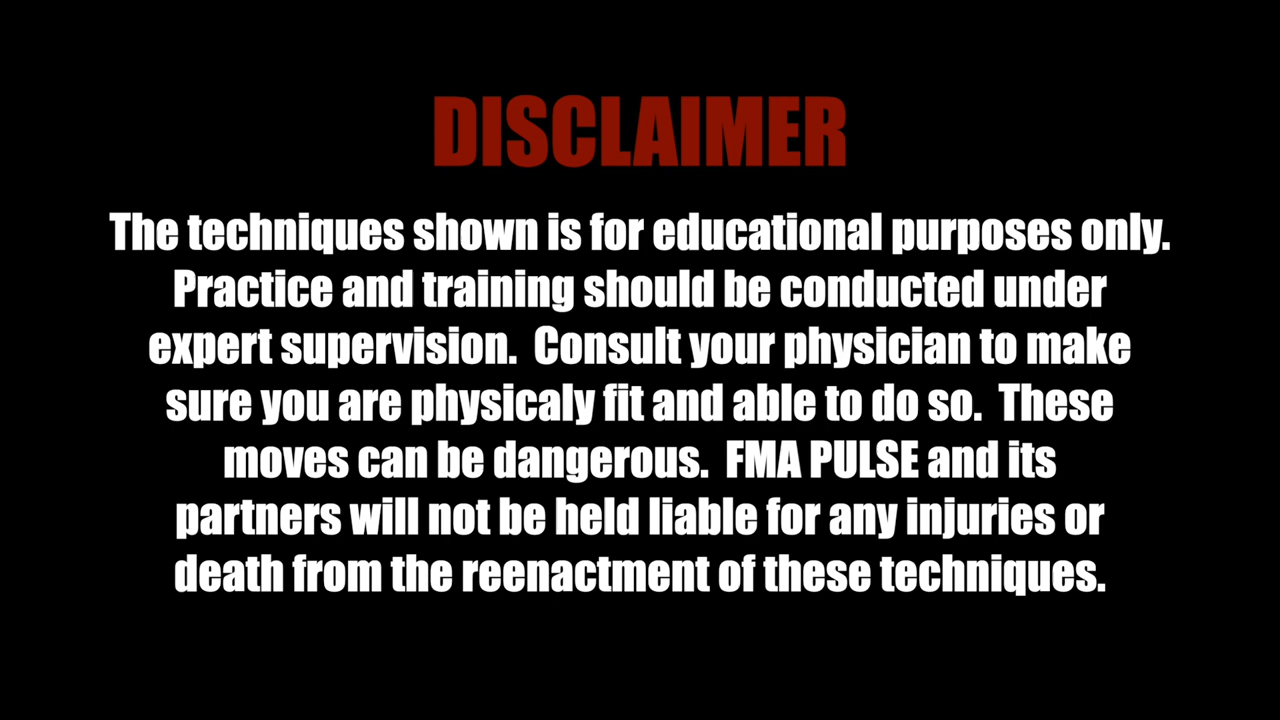 DISCLAIMER
The techniques shown is for educational purposes only.
Practice and training should be conducted under
expert supervision.  Consult your physician to make
sure you are physicaly fit and able to do so.  These
moves can be dangerous.  FMA PULSE and its
partners will not be held liable for any injuries or
death from the reenactment of these techniques.